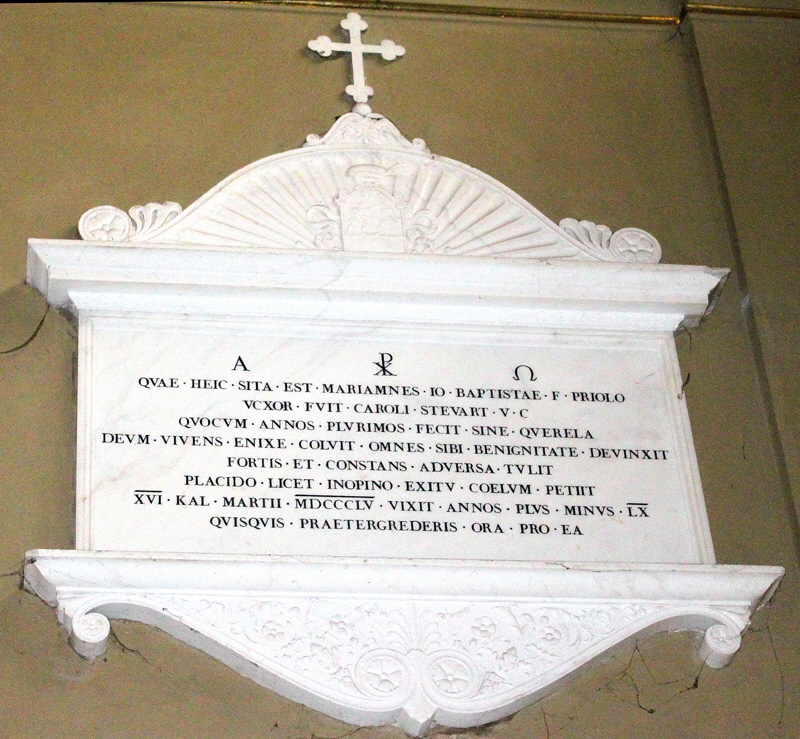 Α ☧ Ω
QVAE · HEIC · SITA · EST · MARIAMNES · IO · BAPTISTAE · F · PRIOLO
VCXOR · FVIT · CAROLI · STEVART · V · C
QVOCVM · ANNOS · PLVRIMOS · FECIT · SINE · QVERELA
DEVM · VIVENS · ENIXE · COLVIT · OMNES · SIBI · BENIGNITATE · DEVINXIT
FORTIS · ET · CONSTANS · ADVERSA · TVLIT
PLACIDO · LICET · INOPINO · EXITV · COELVM · PETIIT
XVI · KAL · MARTII · MDCCCLV · VIXIT · ANNOS · PLVS · MINVS · LX
QVISQVIS · PRAETERGREDERIS · ORA · PRO · EA